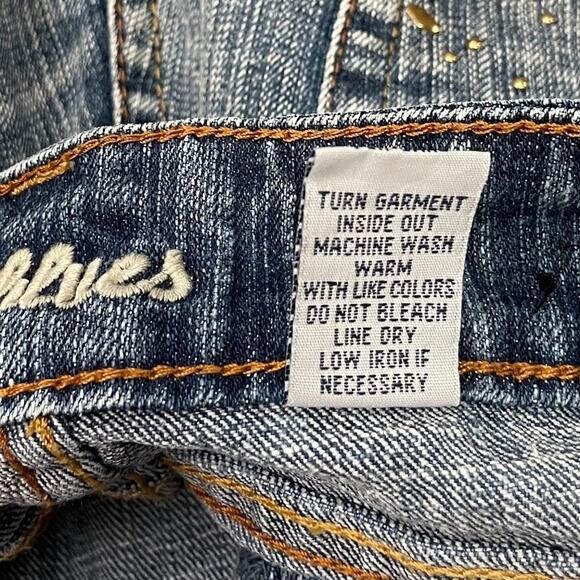 blues
TURN GARMENT
INSIDE OUT
MACHINE WASH
WARM
WITH LIKE COLORS
DO NOT BLEACH
LINE DRY
LOW IRON IF
NECESSARY